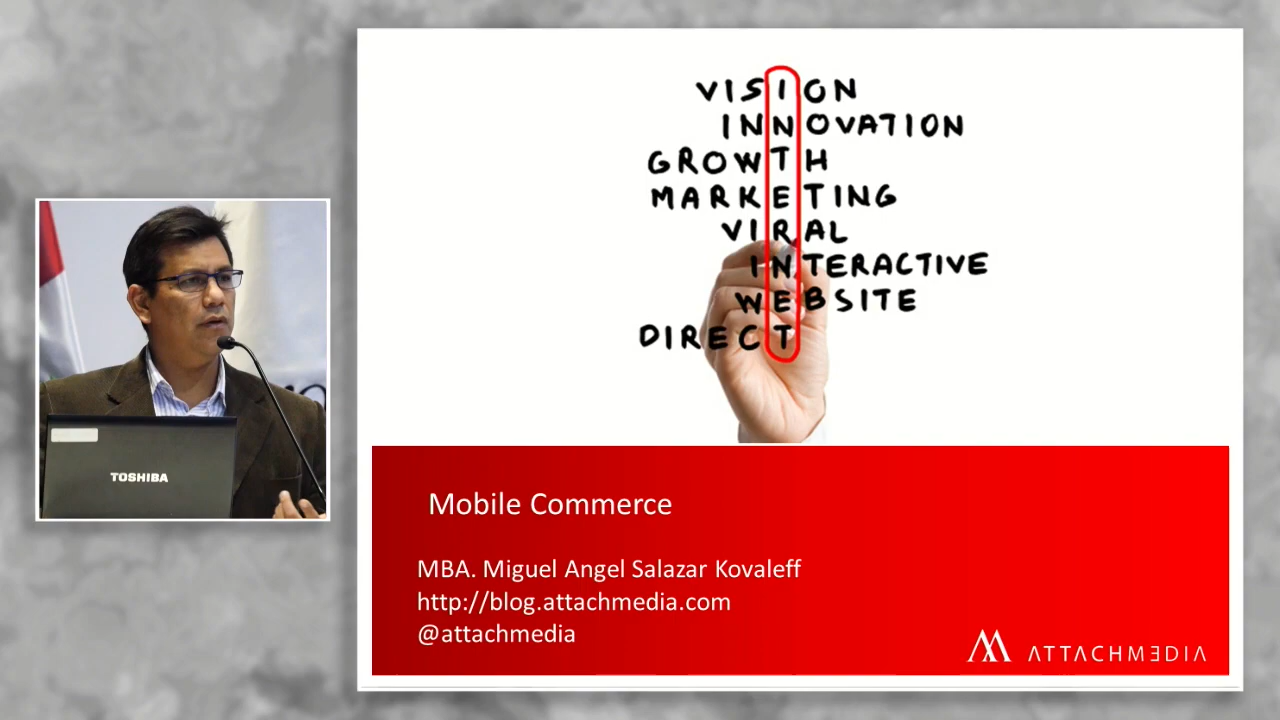 VISION
INNOVATION
GROWTH
MARKETING
VIRAL
INTERACTIVE
WEBSITE
DIRECT
TOSHIBA
Mobile Commerce
MBA. Miguel Angel Salazar Kovaleff
http://blog.attachmedia.com
@attachmedia
ATTACHMEDIA